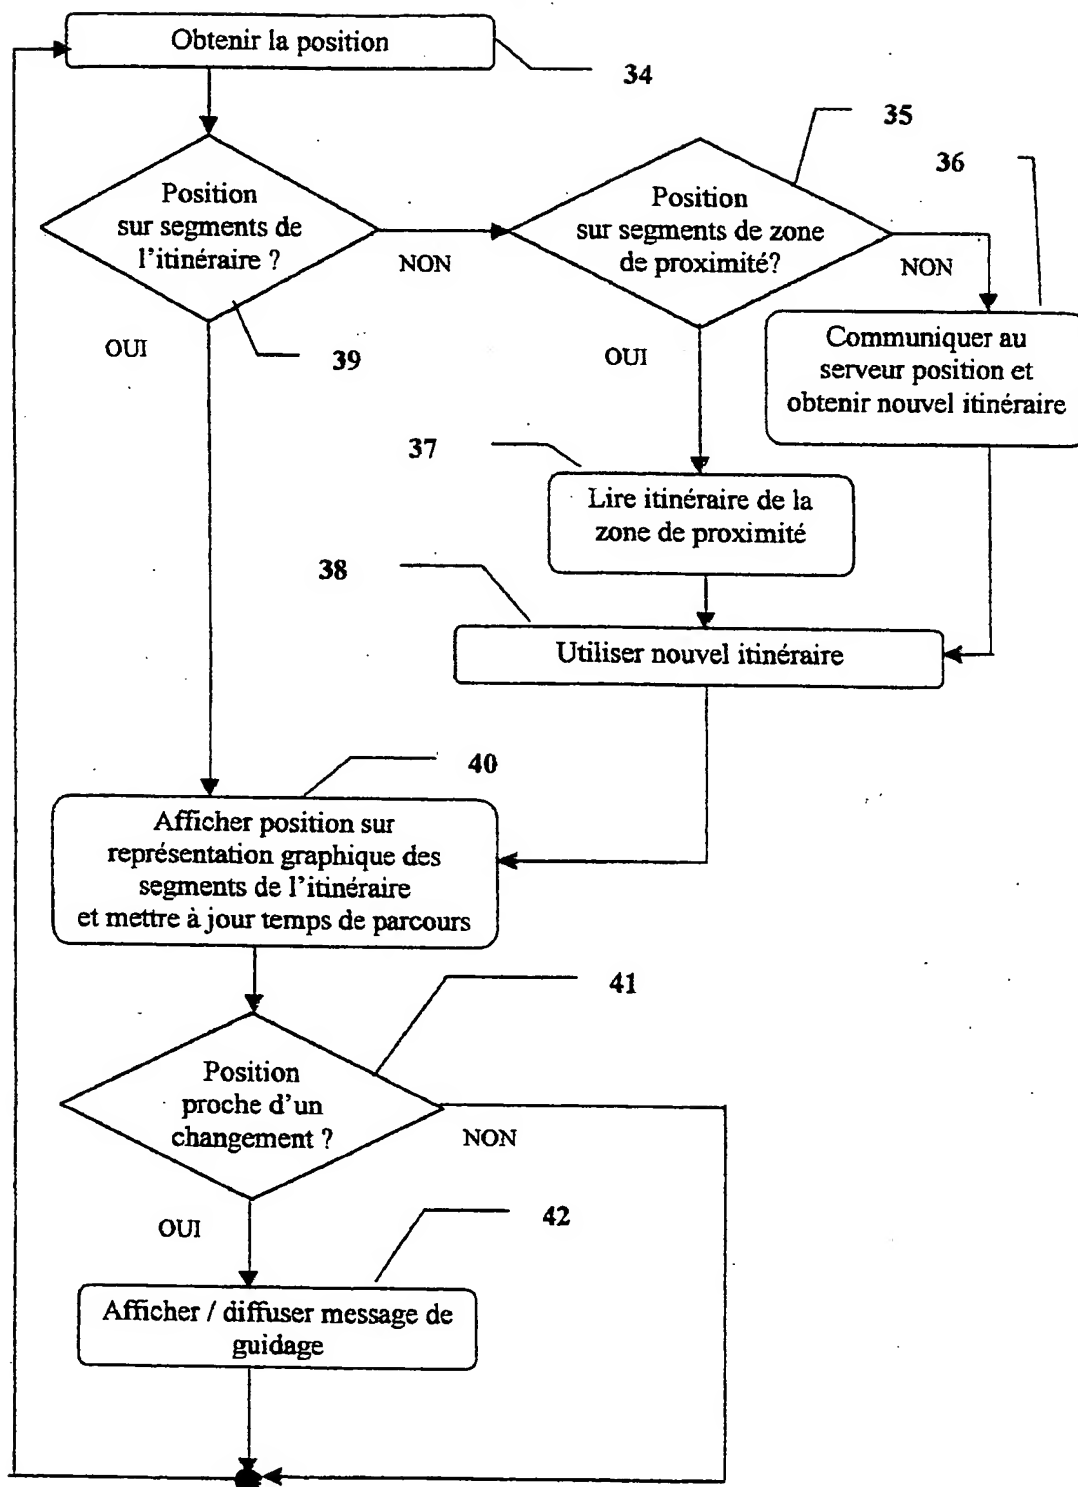 Obtenir la position
34
35
36
Position
sur segments de
l'itinéraire ?
NON
Position
sur segments de zone
de proximité?
NON
OUI
39
OUI
Communiquer au
serveur position et
obtenir nouvel itinéraire
37
Lire itinéraire de la
zone de proximité
38
Utiliser nouvel itinéraire
40
Afficher position sur
représentation graphique des
segments de l'itinéraire
et mettre à jour temps de parcours
41
Position
proche d'un
changement ?
NON
OUI
42
Afficher / diffuser message de
guidage